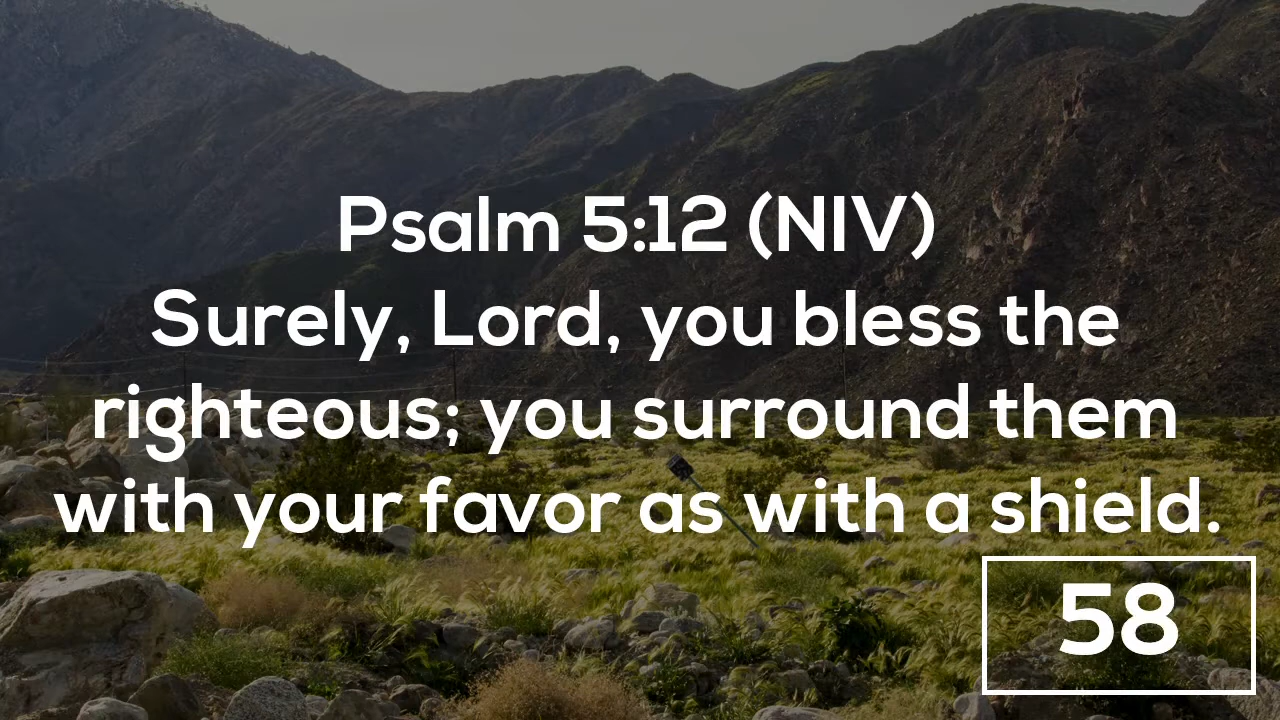 Psalm 5:12 (NIV)
Surely, Lord, you bless the
righteous; you surround them
with your favor as with a shield.
58